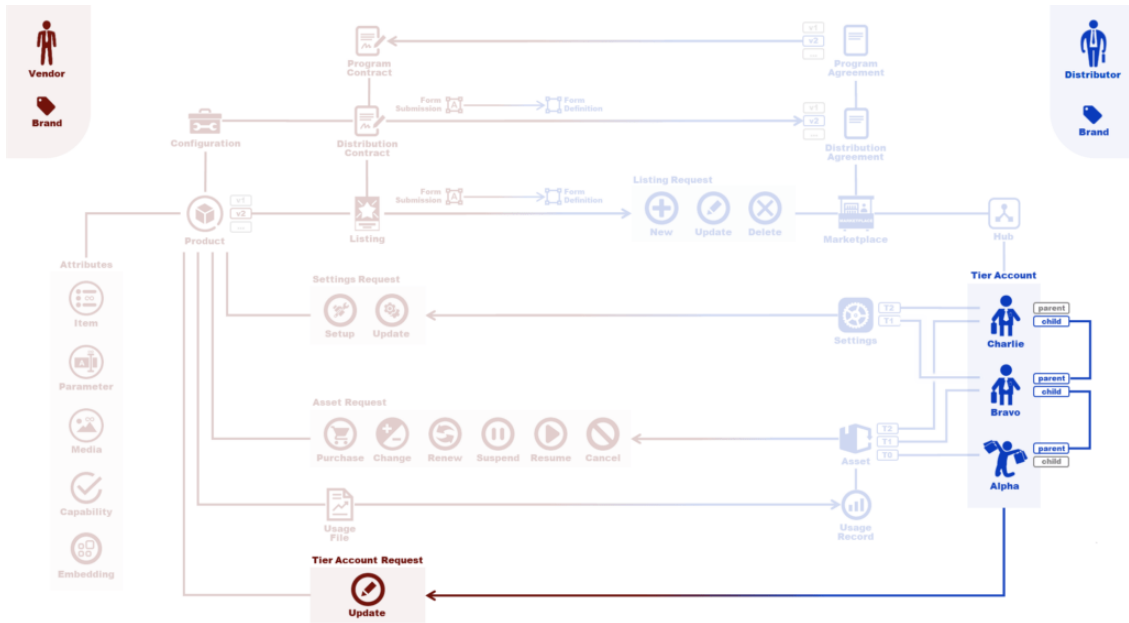 Vendor
Brand
Distributor
Brand
Program
Contract
v1
v2
...
Program
Agreement
Form
Submission
A
Form
Definition
Configuration
Distribution
Contract
v1
v2
...
Distribution
Agreement
Product
v1
v2
...
Form
Submission
A
Form
Definition
Listing
Listing Request
New
Update
Delete
Marketplace
Hub
Attributes
Item
Parameter
Media
Capability
Embedding
Settings Request
Setup
Update
Settings
T2
T1
Tier Account
Charlie
parent
child
Bravo
parent
child
Alpha
parent
child
Asset Request
Purchase
Change
Renew
Suspend
Resume
Cancel
Asset
T2
T1
T0
Usage
File
Usage
Record
Tier Account Request
Update